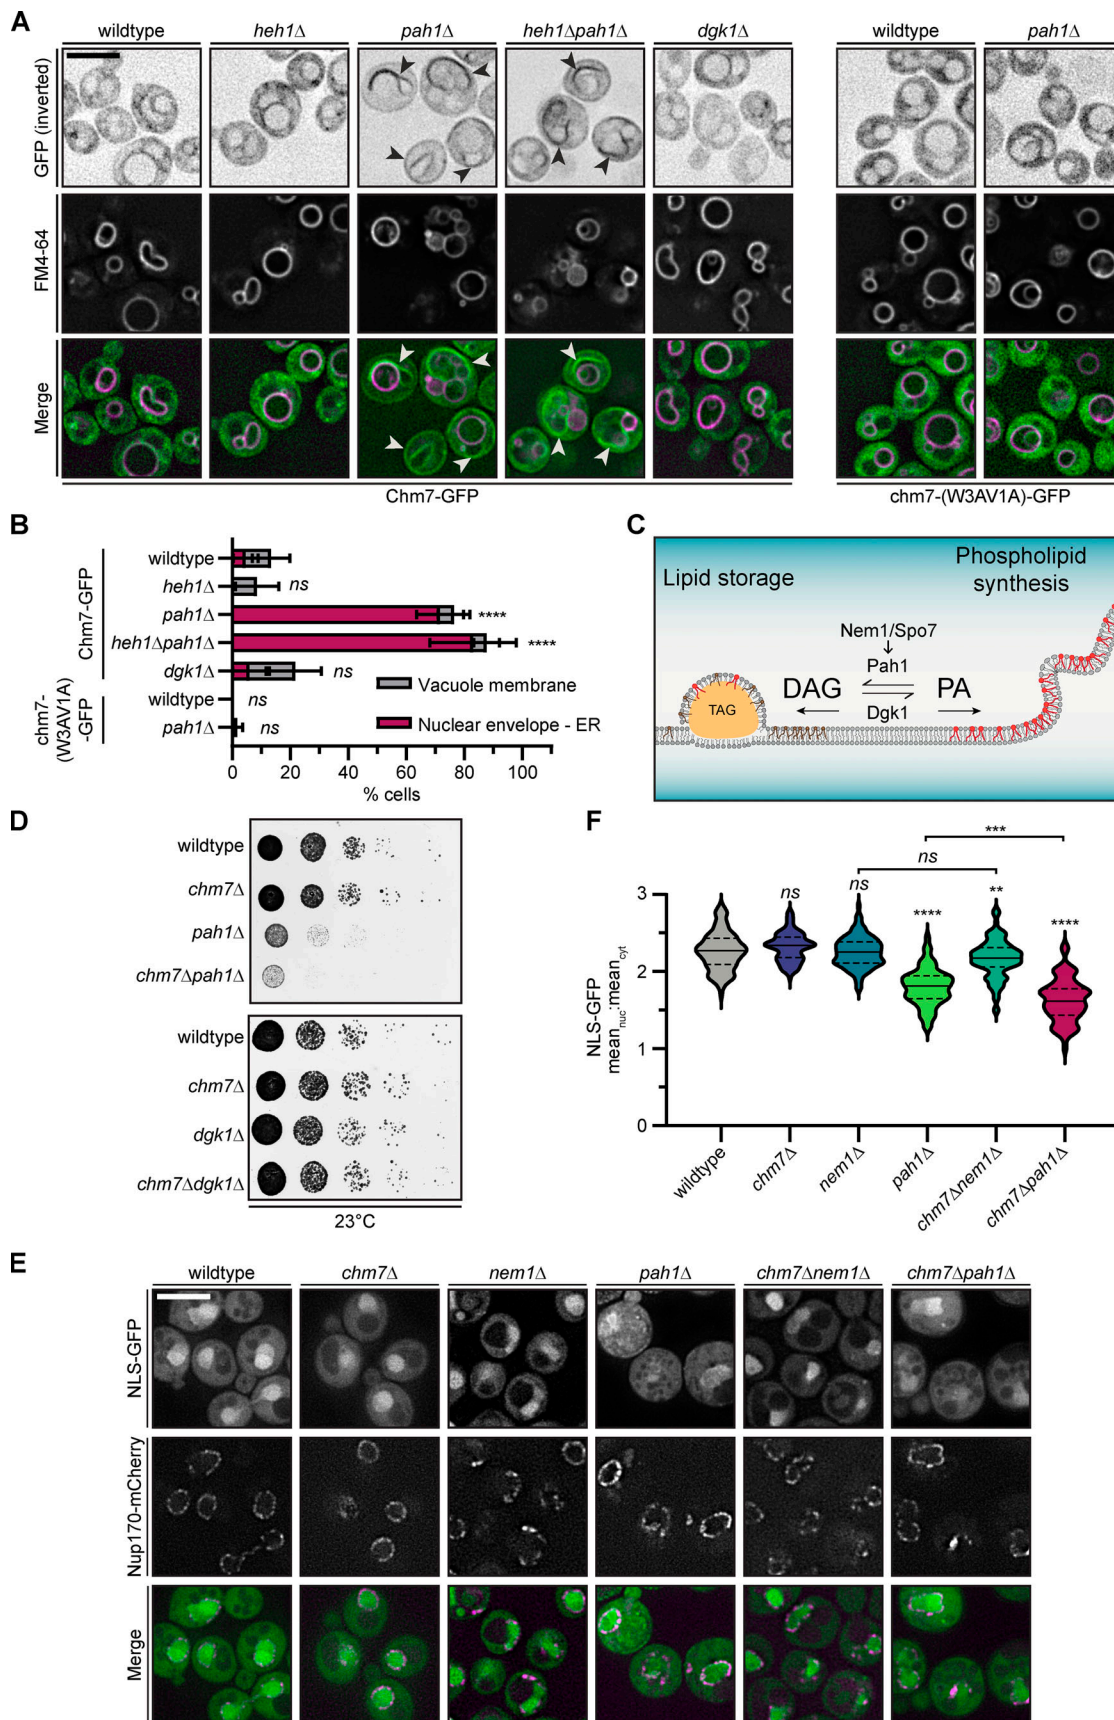 A
wildtype heh1Δ pah1Δ heh1Δpah1Δ dgk1Δ wildtype pah1Δ
GFP (inverted)
FM4-64
Merge
Chm7-GFP
chm7-(W3AV1A)-GFP
B
Chm7-GFP
chm7-
(W3AV1A)
-GFP
wildtype
heh1Δ ns
pah1Δ ****
heh1Δpah1Δ ****
dgk1Δ ns
wildtype ns
pah1Δ ns
Vacuole membrane
Nuclear envelope - ER
0 20 40 60 80 100
% cells
C
Lipid storage
Phospholipid
synthesis
Nem1/Spo7
Pah1
DAG PA
Dgk1
TAG
D
wildtype
chm7Δ
pah1Δ
chm7Δpah1Δ
wildtype
chm7Δ
dgk1Δ
chm7Δdgk1Δ
23°C
F
***
ns
ns ns **** ** ****
NLS-GFP
mean nuc:mean cyt
3
2
1
0
wildtype chm7Δ nem1Δ pah1Δ chm7Δnem1Δ chm7Δpah1Δ
E
wildtype chm7Δ nem1Δ pah1Δ chm7Δnem1Δ chm7Δpah1Δ
NLS-GFP
Nup170-mCherry
Merge